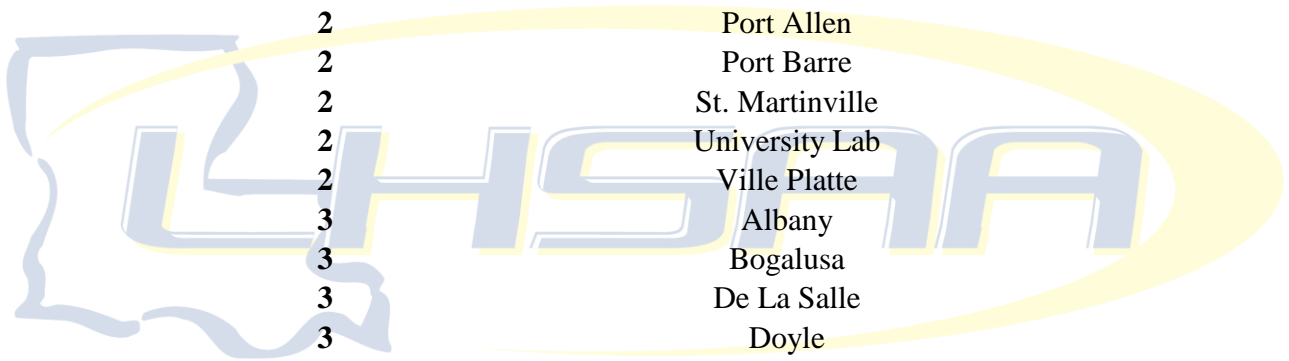 2 Port Allen
2 Port Barre
2 St. Martinville
2 University Lab
LHSAA
2 Ville Platte
3 Albany
3 Bogalusa
3 De La Salle
3 Doyle